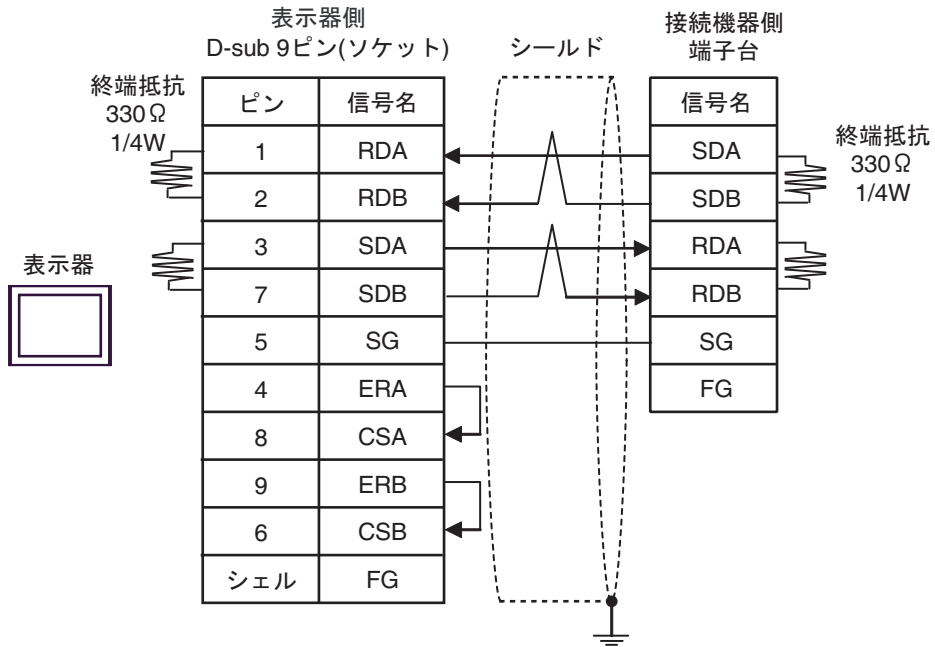 表示器側
D-sub 9ピン(ソケット)
シールド
接続機器側
端子台
終端抵抗
330Ω
1/4W
ピン 信号名
1 RDA
2 RDB
3 SDA
7 SDB
5 SG
4 ERA
8 CSA
9 ERB
6 CSB
シェル FG
信号名
SDA
SDB
RDA
RDB
SG
FG
終端抵抗
330Ω
1/4W
表示器